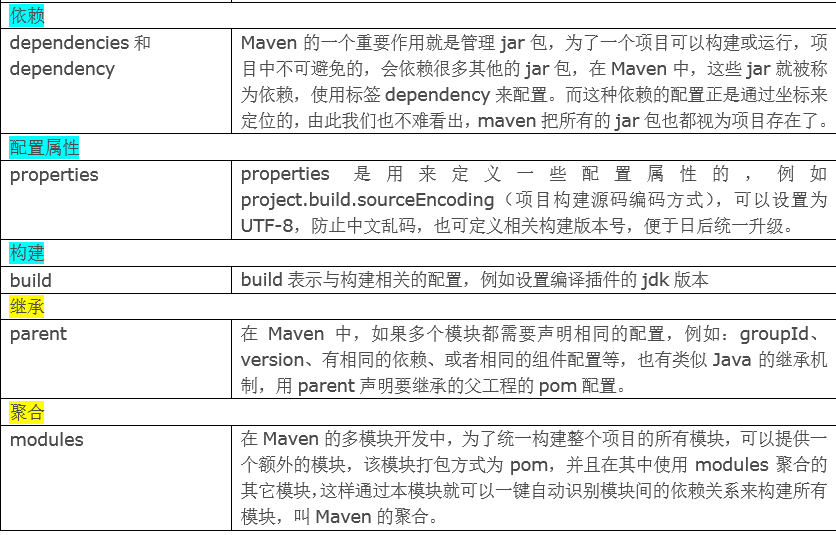 依赖
dependencies 和
dependency
Maven 的一个重要作用就是管理 jar 包，为了一个项目可以构建或运行，项
目中不可避免的，会依赖很多其他的 jar 包，在 Maven 中，这些 jar 就被称
为依赖，使用标签 dependency 来配置。而这种依赖的配置正是通过坐标来
定位的，由此我们也不难看出，maven 把所有的 jar 包也都视为项目存在了。
配置属性
properties
properties 是用来定义一些配置属性的，例如
project.build.sourceEncoding（项目构建源码编码方式），可以设置为
UTF-8，防止中文乱码，也可定义相关构建版本号，便于日后统一升级。
构建
build
build 表示与构建相关的配置，例如设置编译插件的 jdk 版本
继承
parent
在 Maven 中，如果多个模块都需要声明相同的配置，例如：groupId、
version、有相同的依赖、或者相同的组件配置等，也有类似 Java 的继承机
制，用 parent 声明要继承的父工程的 pom 配置。
聚合
modules
在 Maven 的多模块开发中，为了统一构建整个项目的所有模块，可以提供一
个额外的模块，该模块打包方式为 pom，并且在其中使用 modules 聚合的
其它模块，这样通过本模块就可以一键自动识别模块间的依赖关系来构建所有
模块，叫 Maven 的聚合。